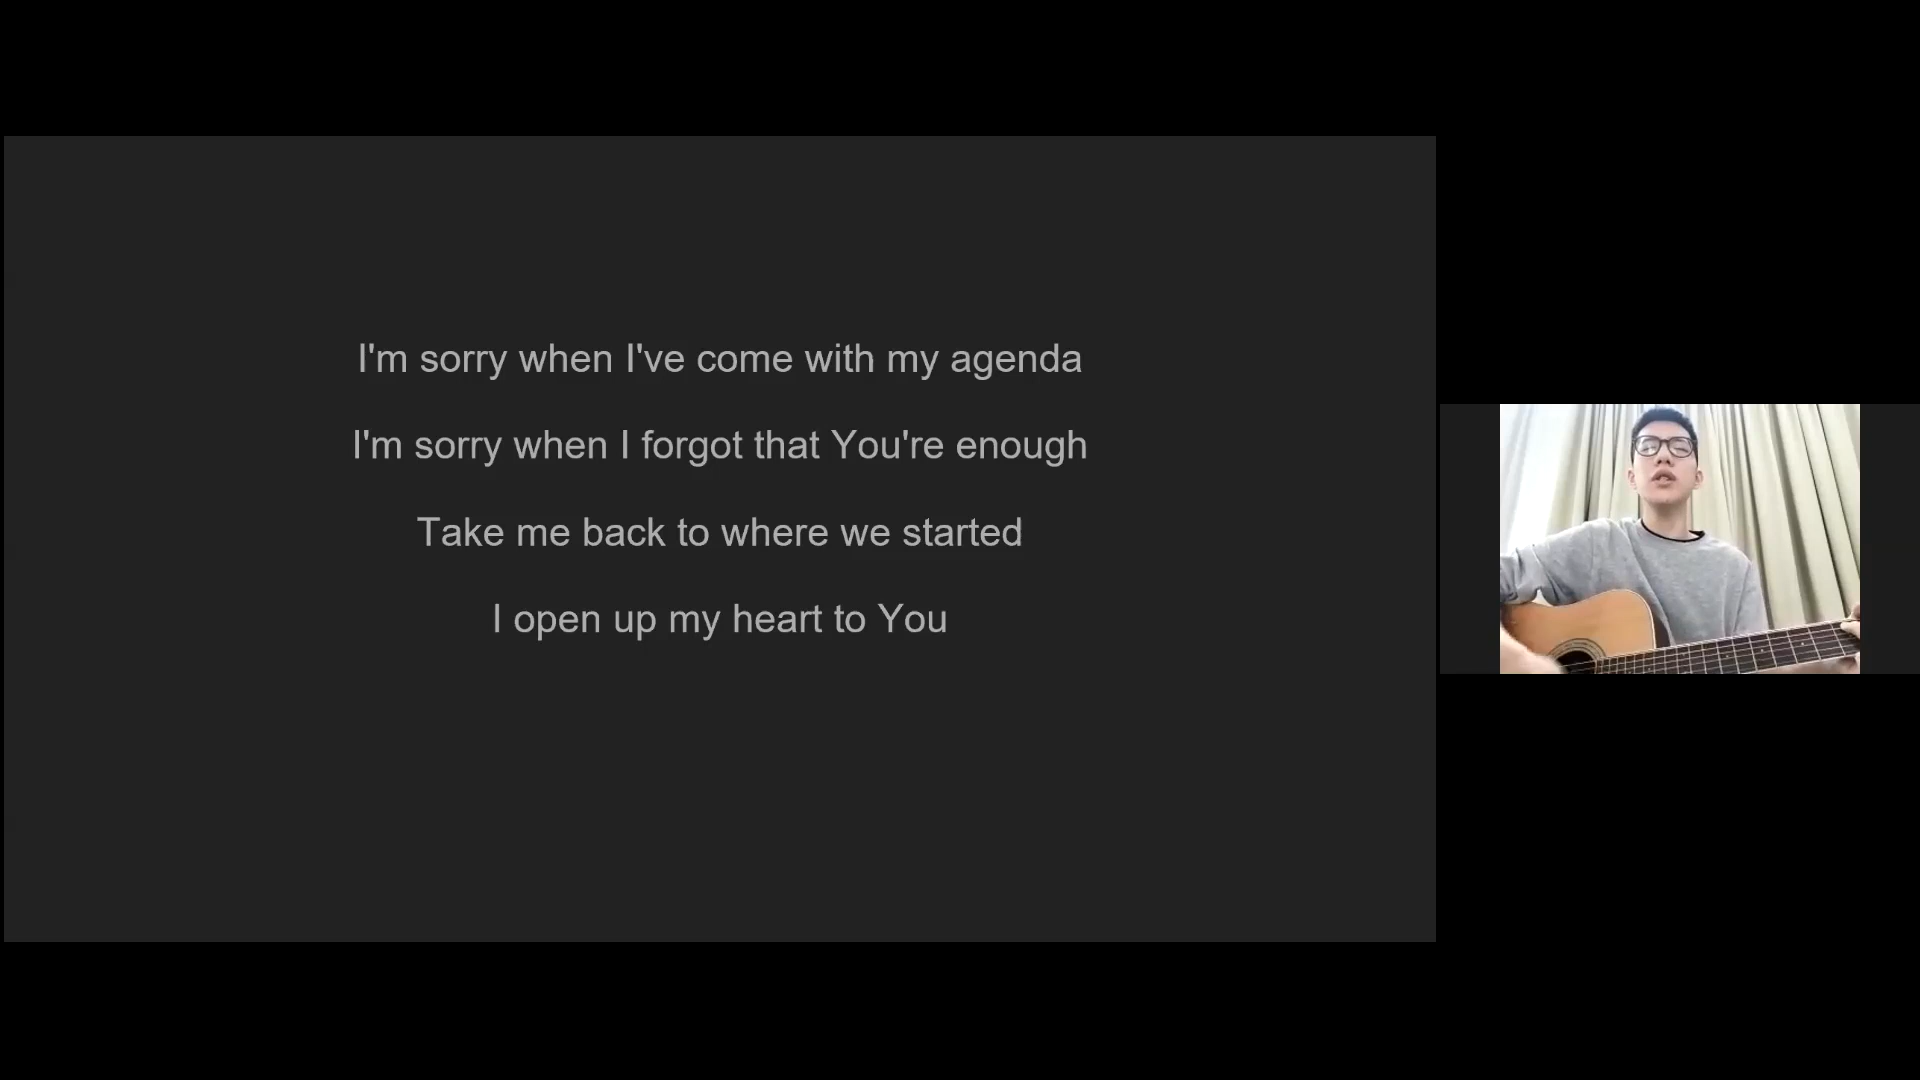 I'm sorry when I've come with my agenda
I'm sorry when I forgot that You're enough
Take me back to where we started
I open up my heart to You